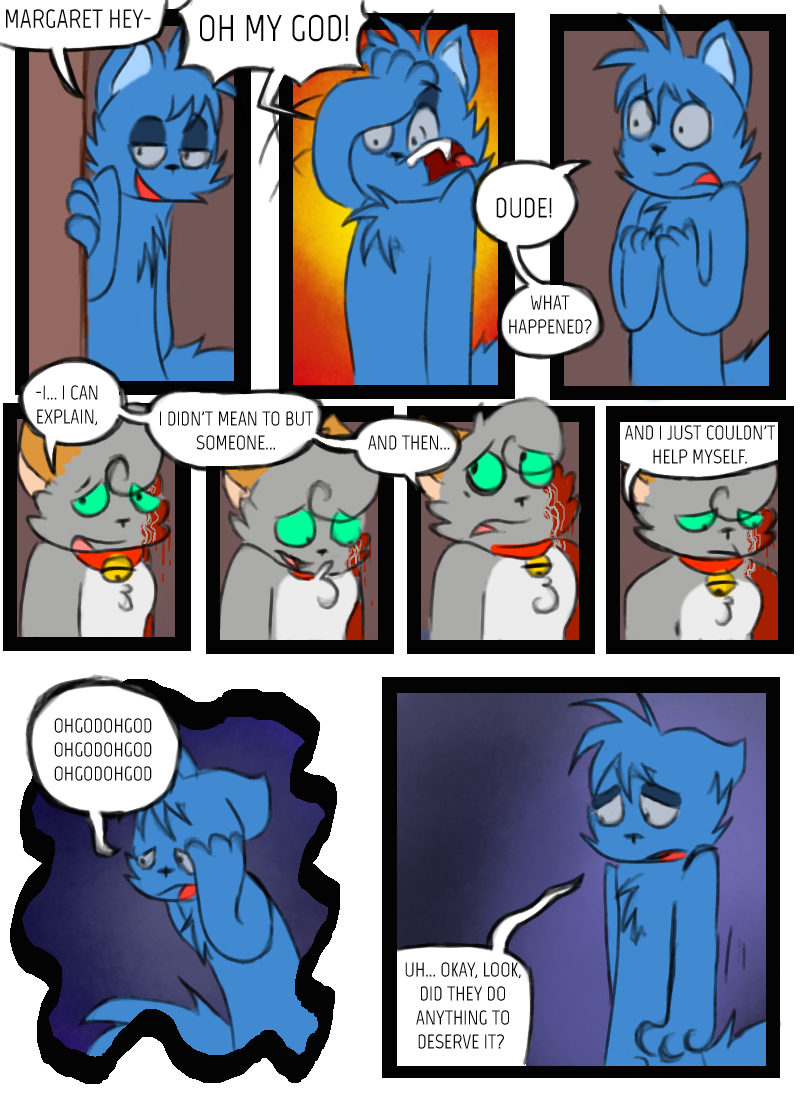 MARGARET HEY-
OH MY GOD!
DUDE!
WHAT
HAPPENED?
-I... I CAN
EXPLAIN,
I DIDN'T MEAN TO BUT
SOMEONE...
AND THEN...
AND I JUST COULDN'T
HELP MYSELF.
OHGODOHGOD
OHGODOHGOD
OHGODOHGOD
UH... OKAY, LOOK,
DID THEY DO
ANYTHING TO
DESERVE IT?